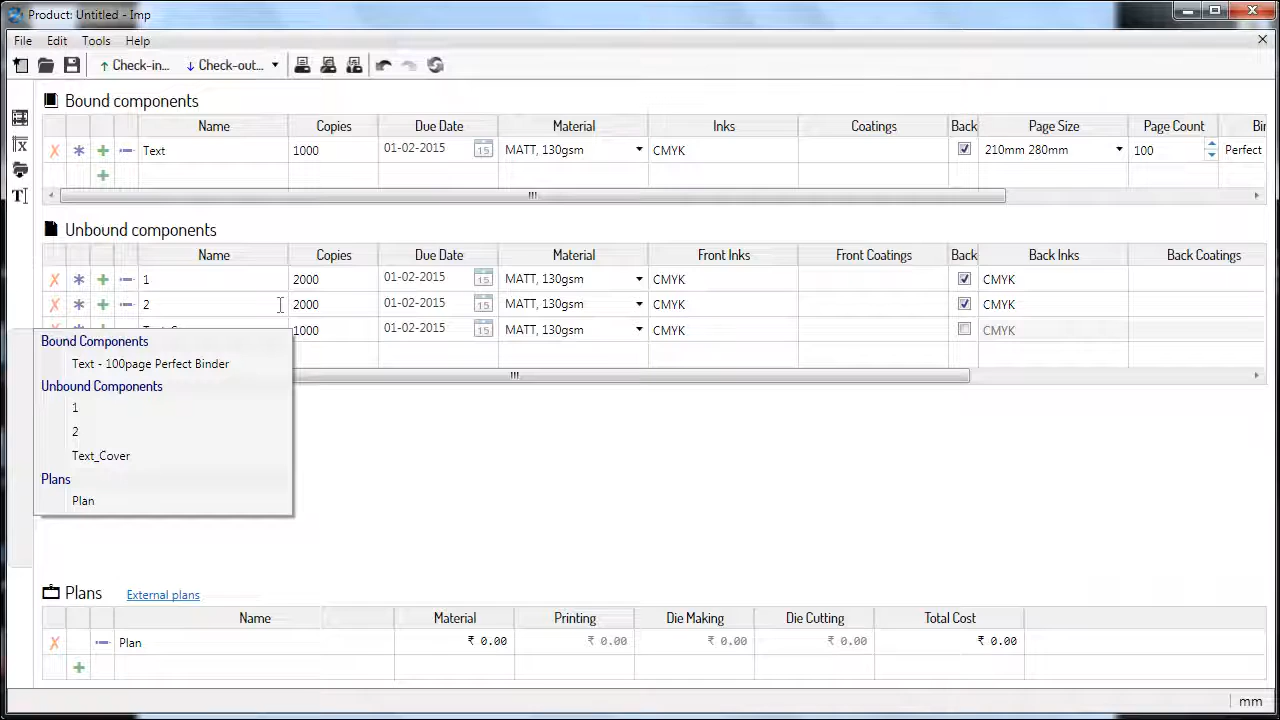 Product: Untitled - Imp
File Edit Tools Help
Check-in... Check-out...
Bound components
Name Copies Due Date Material Inks Coatings Back Page Size Page Count Bin
Text 1000 01-02-2015 15 MATT, 130gsm CMYK 210mm 280mm 100 Perfect
Unbound components
Name Copies Due Date Material Front Inks Front Coatings Back Back Inks Back Coatings
1 2000 01-02-2015 15 MATT, 130gsm CMYK CMYK
2 2000 01-02-2015 15 MATT, 130gsm CMYK CMYK
1000 01-02-2015 15 MATT, 130gsm CMYK CMYK
Bound Components
Text - 100page Perfect Binder
Unbound Components
1
2
Text_Cover
Plans
Plan
Plans External plans
Name Material Printing Die Making Die Cutting Total Cost
Plan ₹ 0.00 ₹ 0.00 ₹ 0.00 ₹ 0.00 ₹ 0.00
mm